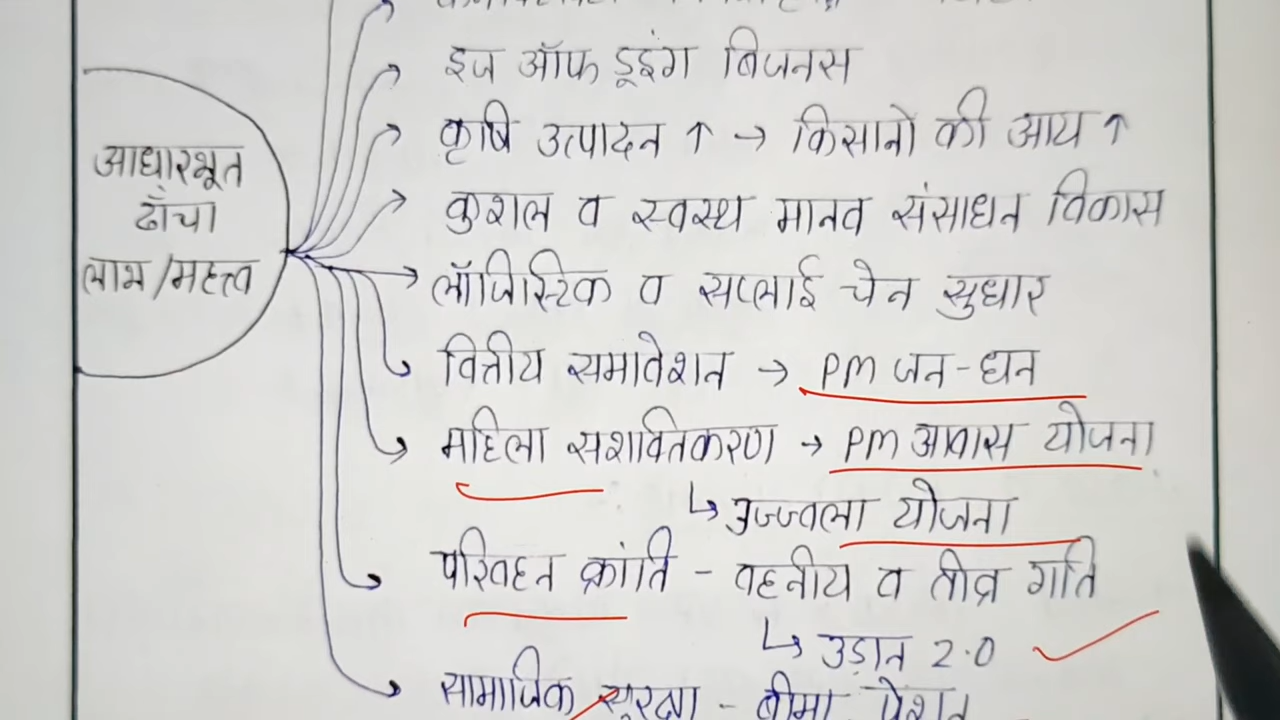 इज ऑफ डूइंग बिजनस
कृषि उत्पादन ↑ → किसानो की आय ↑
आधारभूत
ढाँचा
लाभ/महत्त्व
कुशल व स्वस्थ मानव संसाधन विकास
लॉजिस्टिक व सप्लाई चेन सुधार
वित्तीय समावेशन → PM जन-धन
महिला सशक्तिकरण → PM आवास योजना
↳ उज्ज्वला योजना
परिवहन क्रांति - वहनीय व तीव्र गति
↳ उड़ान 2.0
सामाजिक सुरक्षा - बीमा पेंशन